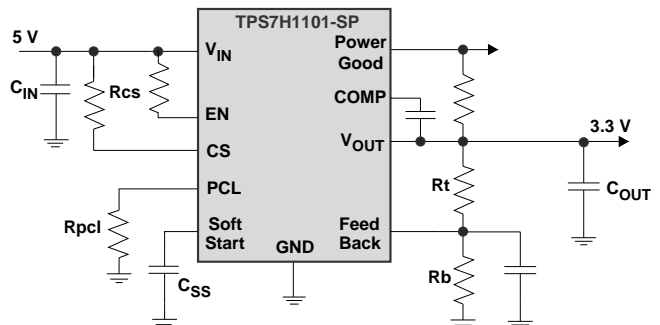 TPS7H1101-SP
5 V
V_IN
Power
Good
C_IN
Rcs
COMP
EN
V_OUT
3.3 V
CS
PCL
Rt
C_OUT
Rpcl
Soft
Start
Feed
Back
GND
Rb
C_SS